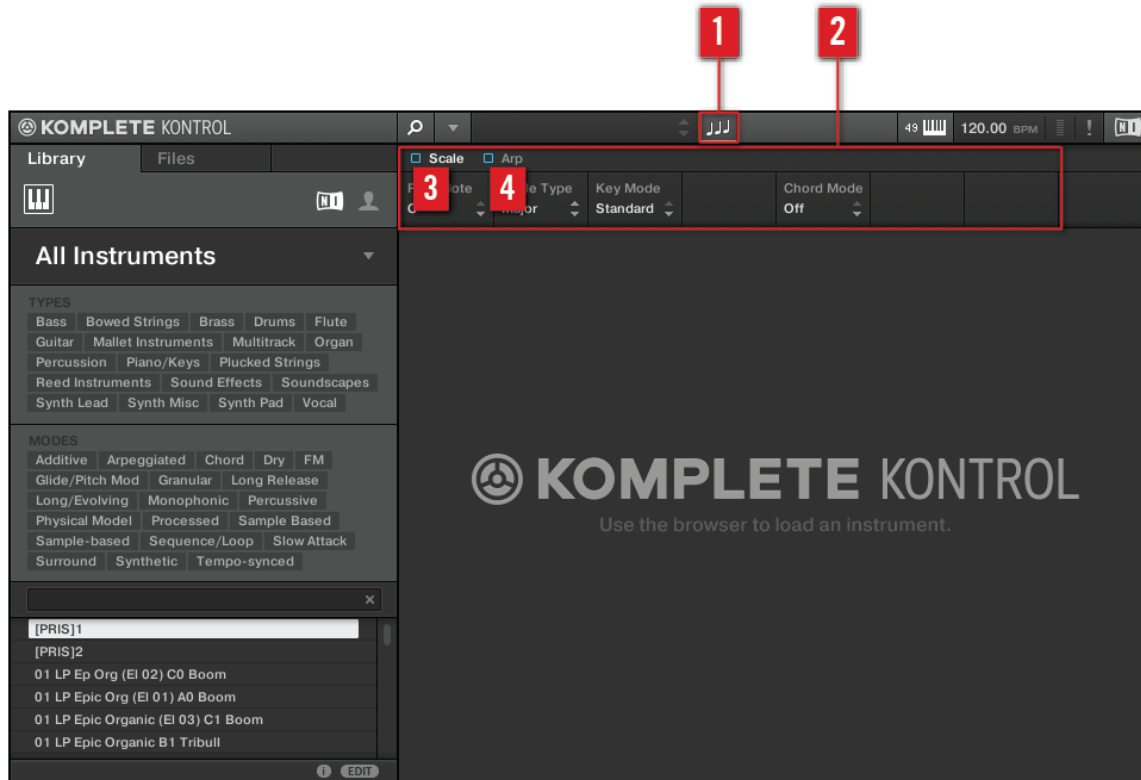 1 2
KOMPLETE KONTROL 49 120.00 BPM ! NI
Library Files Scale Arp
3 4
NI ote le Type Key Mode Chord Mode
Major Standard Off
All Instruments
TYPES
Bass Bowed Strings Brass Drums Flute
Guitar Mallet Instruments Multitrack Organ
Percussion Piano/Keys Plucked Strings
Reed Instruments Sound Effects Soundscapes
Synth Lead Synth Misc Synth Pad Vocal
MODES
Additive Arpeggiated Chord Dry FM
Glide/Pitch Mod Granular Long Release
Long/Evolving Monophonic Percussive
Physical Model Processed Sample Based
Sample-based Sequence/Loop Slow Attack
Surround Synthetic Tempo-synced
KOMPLETE KONTROL
Use the browser to load an instrument.
[PRIS]1
[PRIS]2
01 LP Ep Org (El 02) C0 Boom
01 LP Epic Org (El 01) A0 Boom
01 LP Epic Organic (El 03) C1 Boom
01 LP Epic Organic B1 Tribull
i EDIT